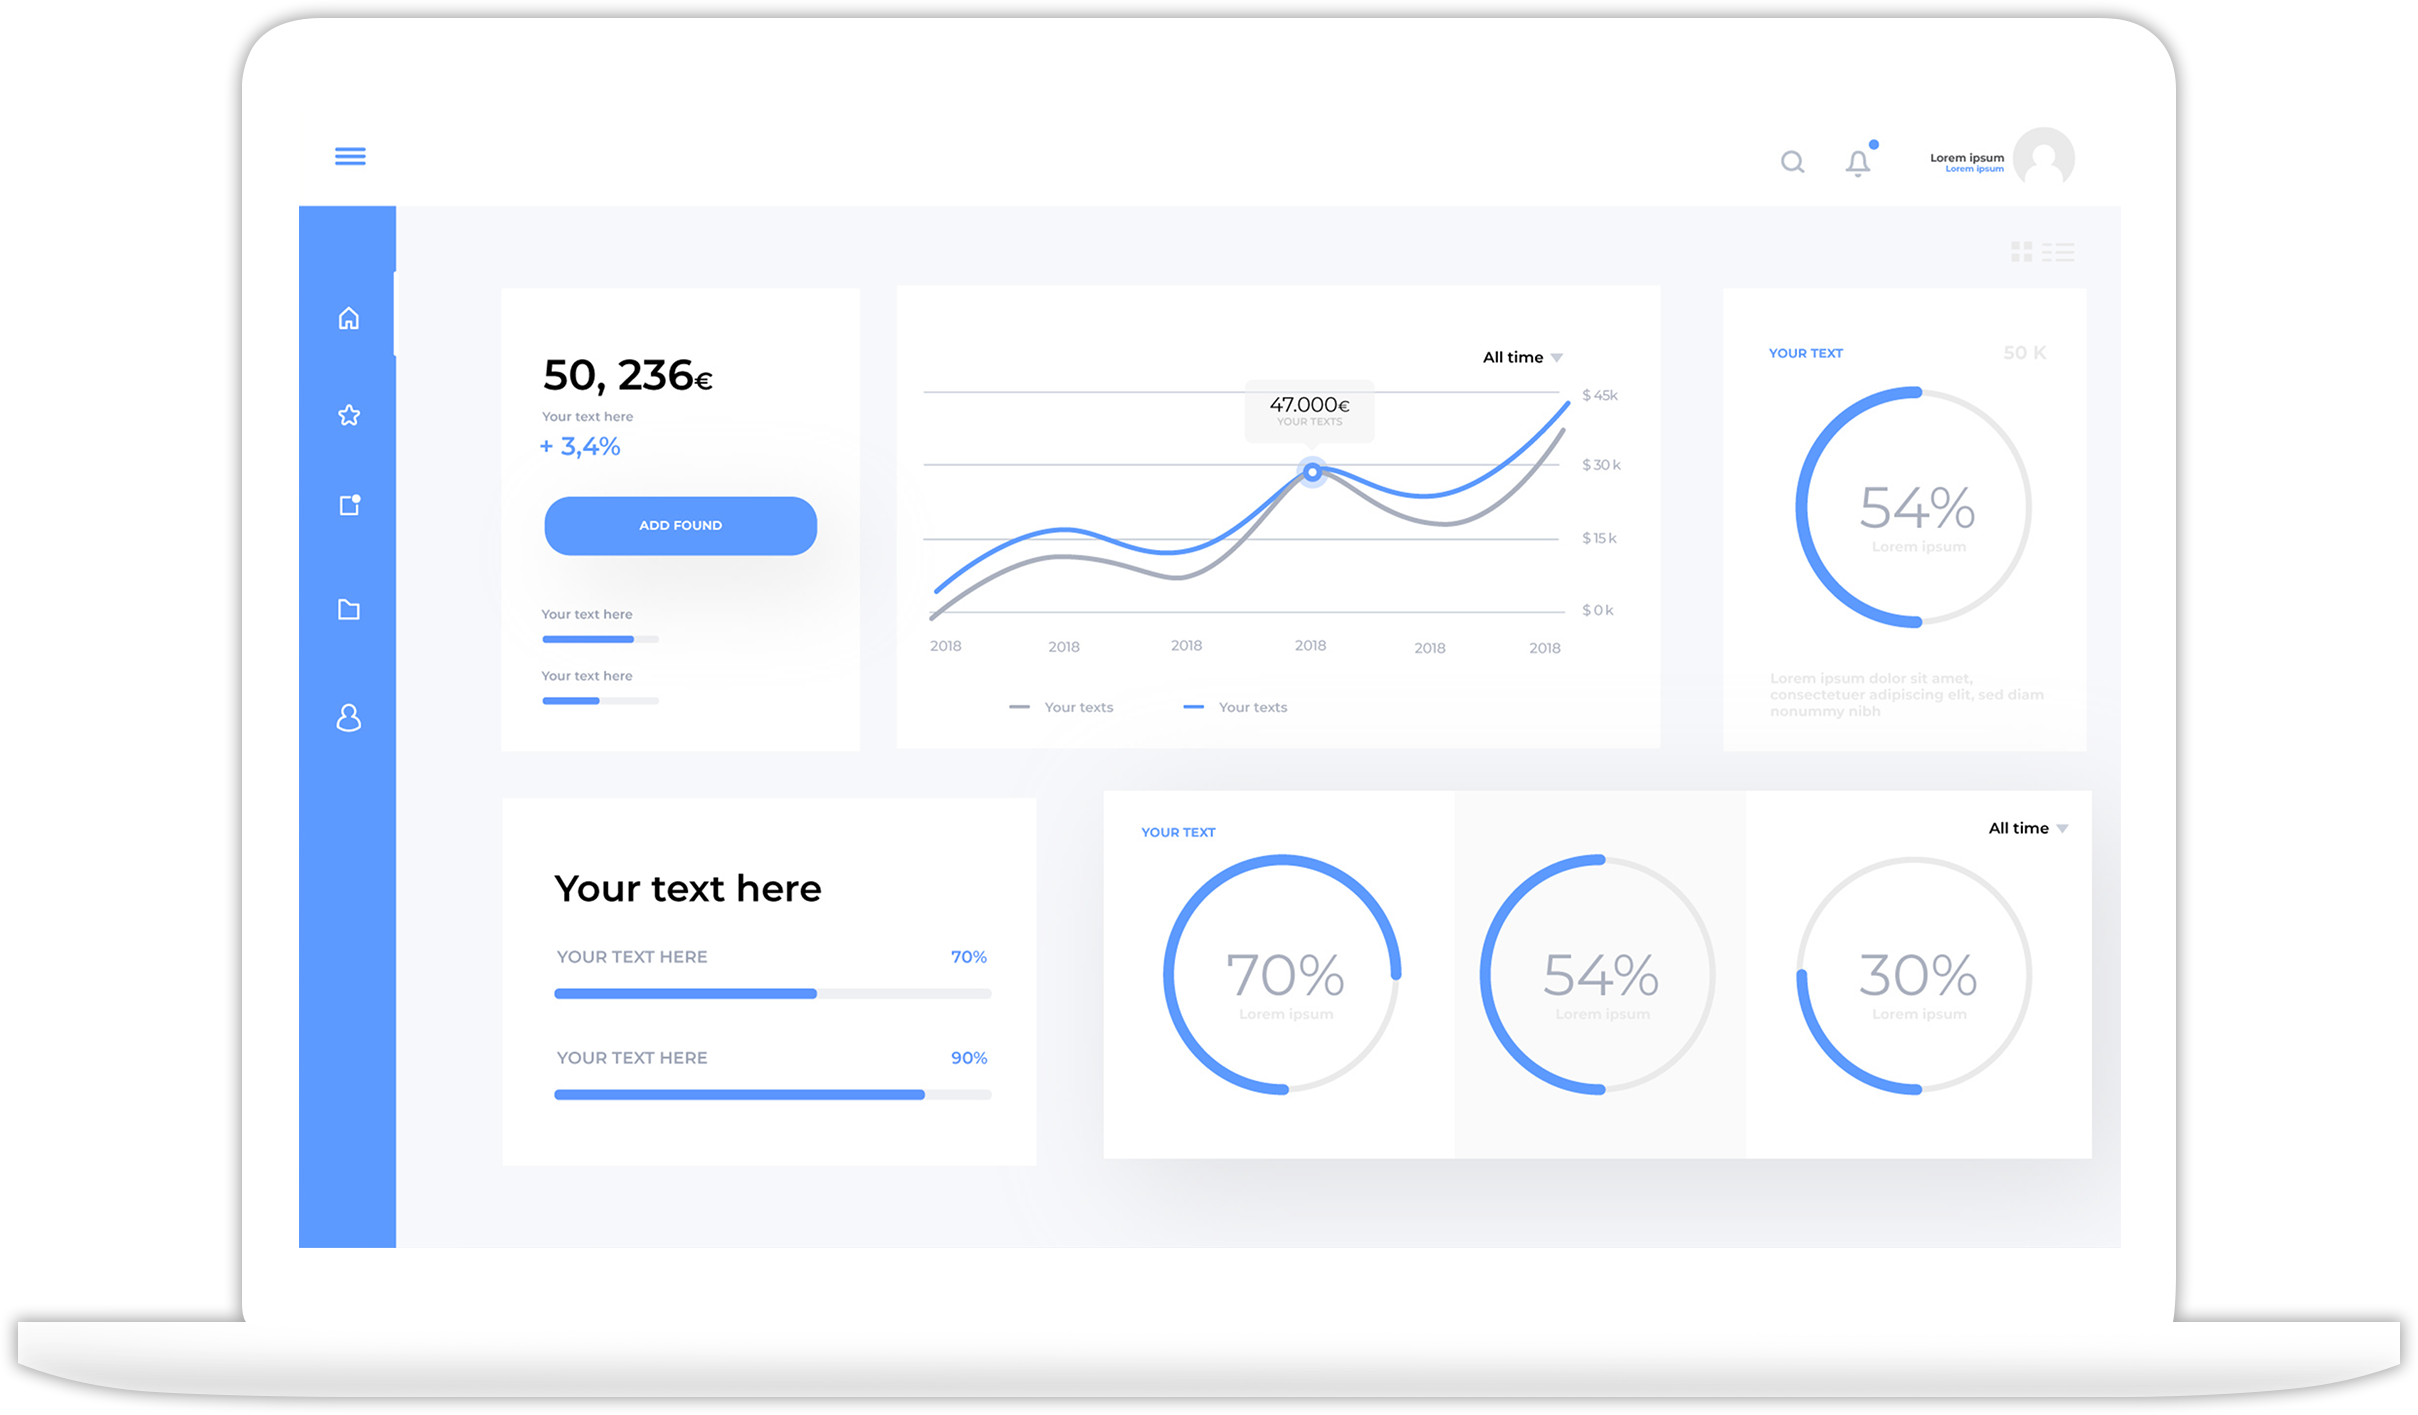 Lorem ipsum
Lorem ipsum
50, 236€
Your text here
+ 3,4%
ADD FOUND
Your text here
Your text here
All time
47.000€
YOUR TEXTS
$ 45k
$ 30 k
$ 15 k
$ 0 k
2018 2018 2018 2018 2018 2018
Your texts Your texts
YOUR TEXT 50 K
54%
Lorem ipsum
Lorem ipsum dolor sit amet,
consectetuer adipiscing elit, sed diam
nonummy nibh
Your text here
YOUR TEXT HERE 70%
YOUR TEXT HERE 90%
YOUR TEXT All time
70% 54% 30%
Lorem ipsum Lorem ipsum Lorem ipsum